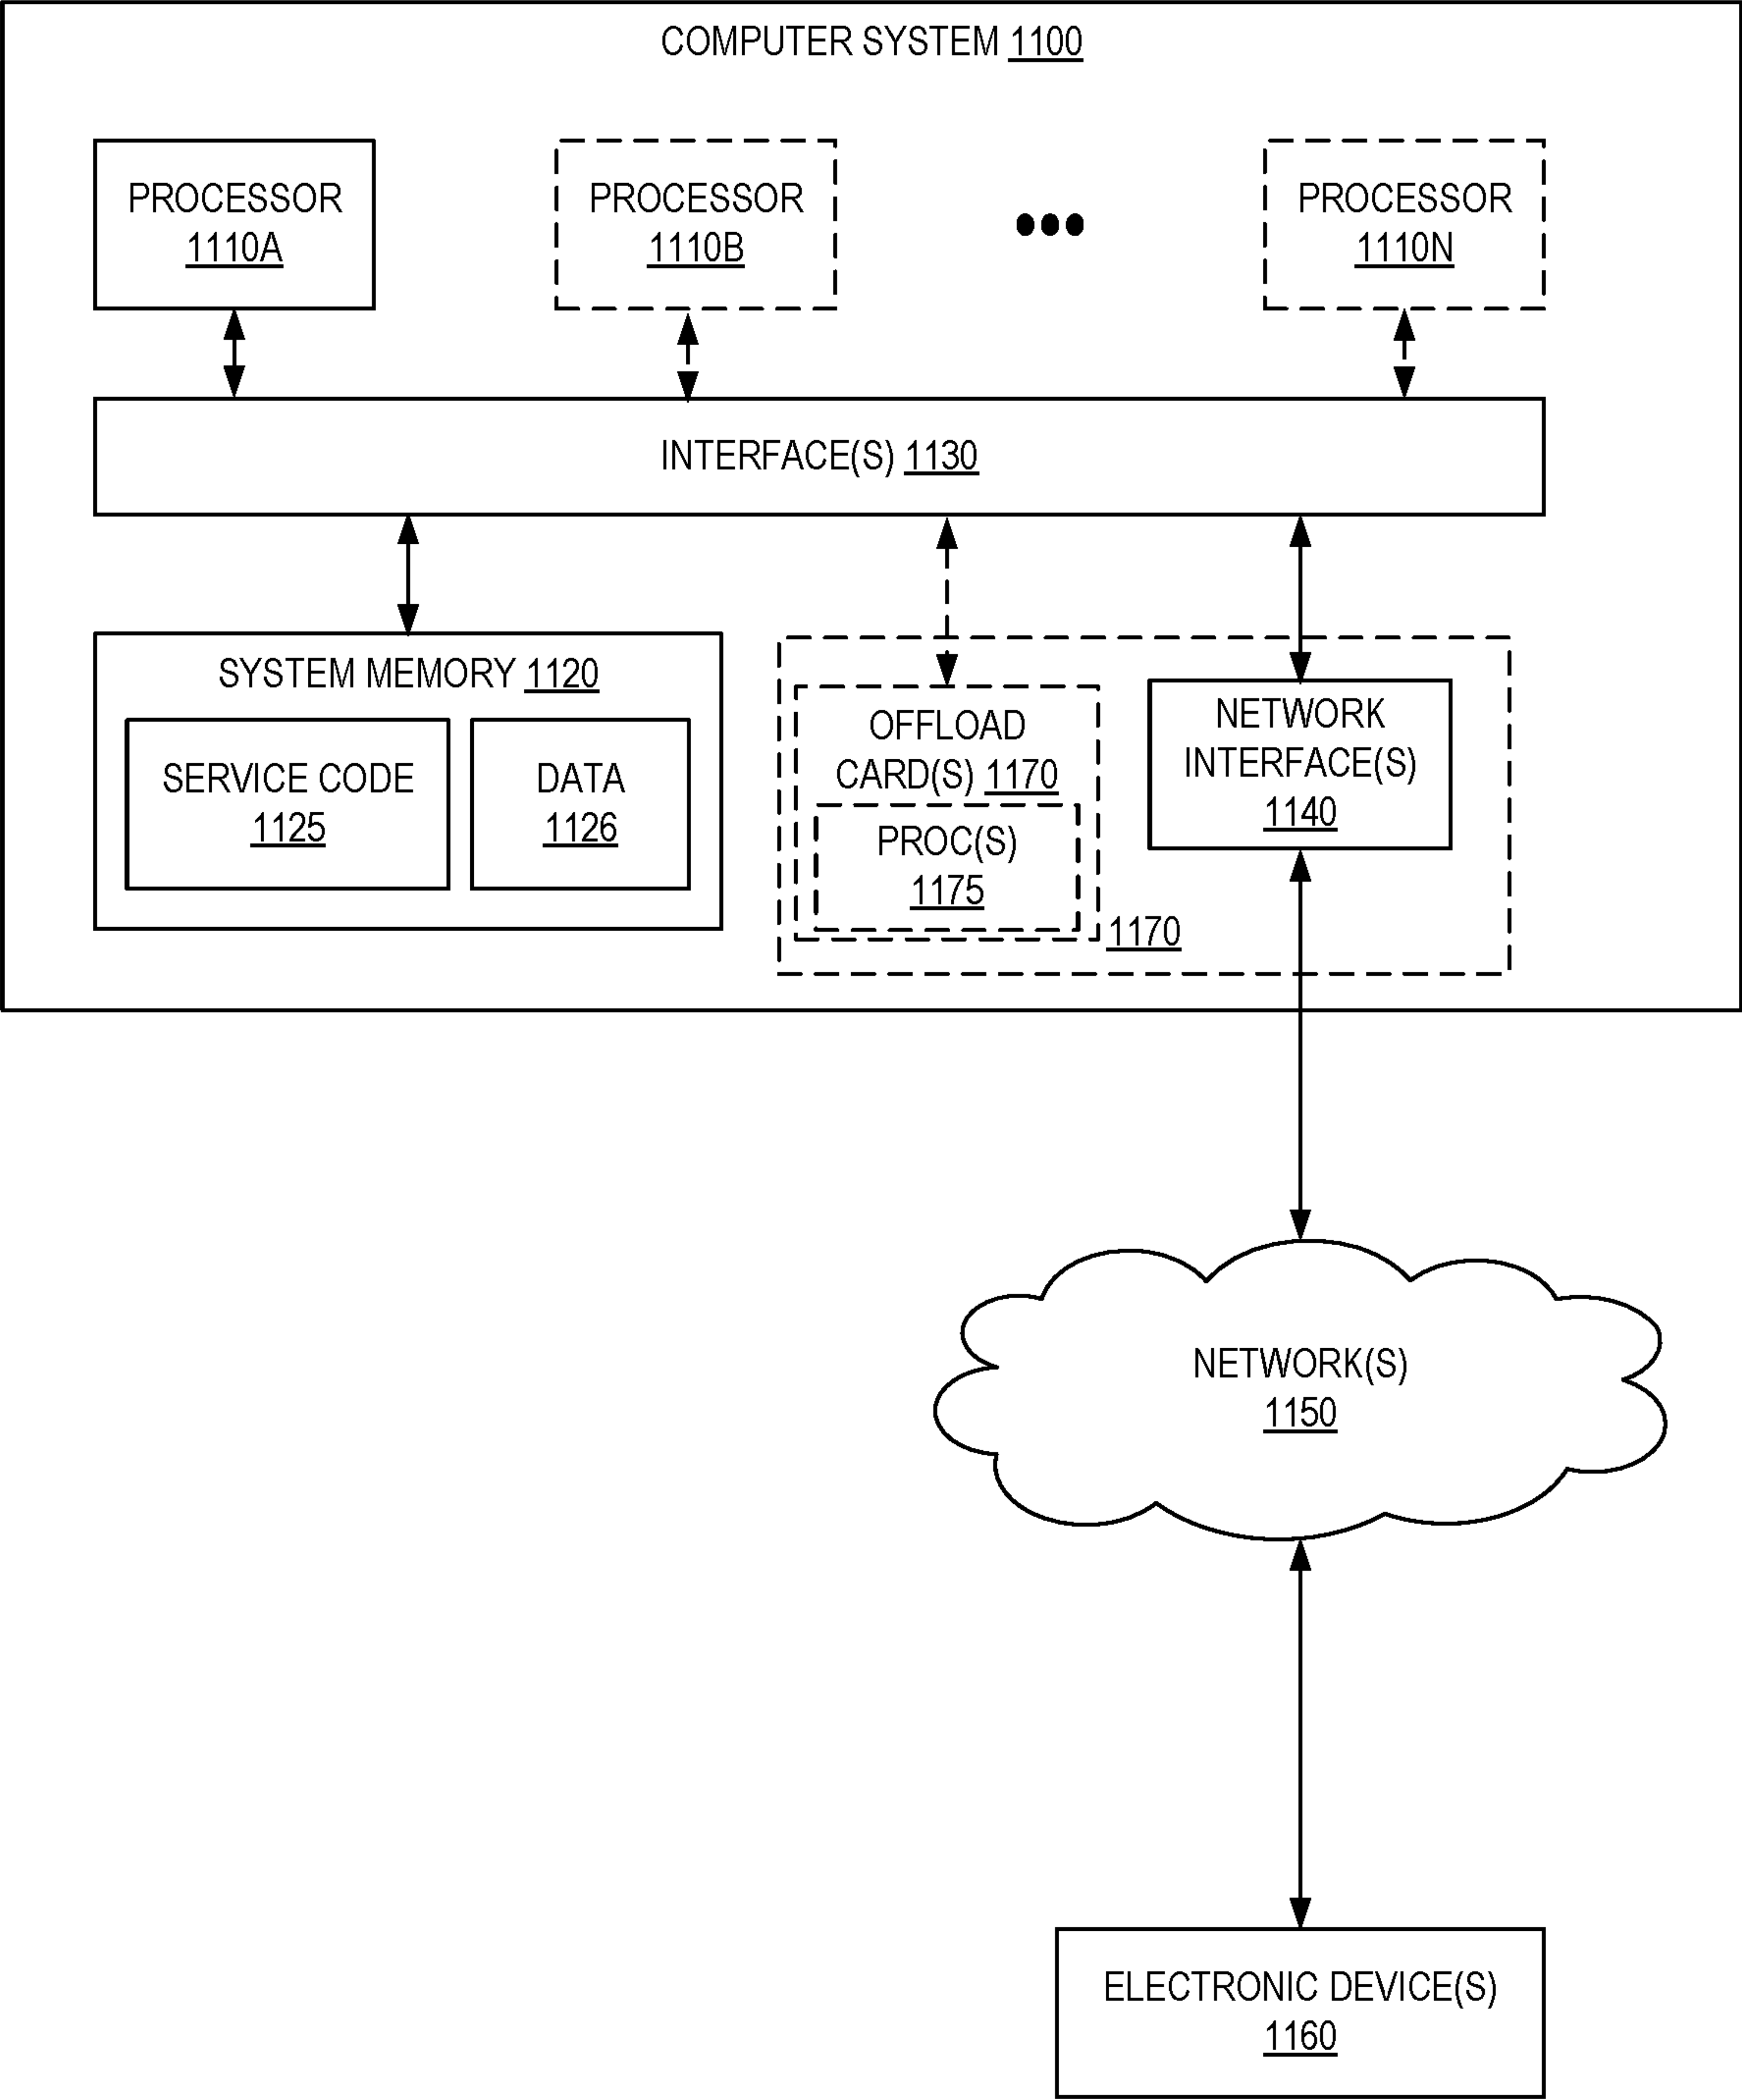 COMPUTER SYSTEM 1100
PROCESSOR
1110A
PROCESSOR
1110B
PROCESSOR
1110N
INTERFACE(S) 1130
SYSTEM MEMORY 1120
SERVICE CODE
1125
DATA
1126
OFFLOAD
CARD(S) 1170
PROC(S)
1175
1170
NETWORK
INTERFACE(S)
1140
NETWORK(S)
1150
ELECTRONIC DEVICE(S)
1160